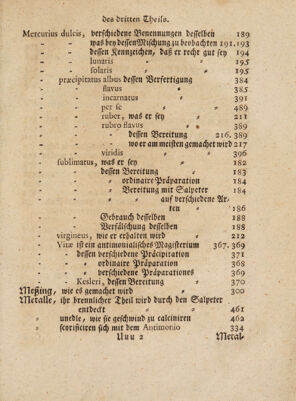 des dritten Theils.
Mercurius dulcis, verschiedene Benennungen desselben 189
- - was bey dessen Mischung zu beobachten 191.193
- - dessen Kennzeichen, daß er recht gut sey 194
- - lunaris - 195
- - solaris - 195
- præcipitatus albus dessen Verfertigung 384
- - flavus - 385
- - incarnatus - 391
- - per se - 489
- - ruber, was er sey - 211
- - rubro flavus - 389
- - - dessen Bereitung 216.389
- - - wo er am meisten gemacht wird 217
- - viridis - 396
- sublimatus, was er sey - 182
- - dessen Bereitung - 183
- - - ordinaire Präparation 184
- - - Bereitung mit Salpeter 184
- - - - auf verschiedene Ar-
ten - 186
- - Gebrauch desselben 188
- - Verfälschung desselben 188
- virgineus, wie er erhalten wird 212
- Vitæ ist ein antimonialisches Magisterium 367.369
- - dessen verschiedene Präcipitation 371
- - - ordinaire Präparation 368
- - - verschiedene Präparationes 369
- - Kesleri, dessen Bereitung 370
Meßing, wie es gemacht wird - 300
Metalle, ihr brennlicher Theil wird durch den Salpeter
entdeckt - 461
- unedle, wie sie geschwind zu calciniren 462
- scorificiren sich mit dem Antimonio 334
Uuu 2 Metal-